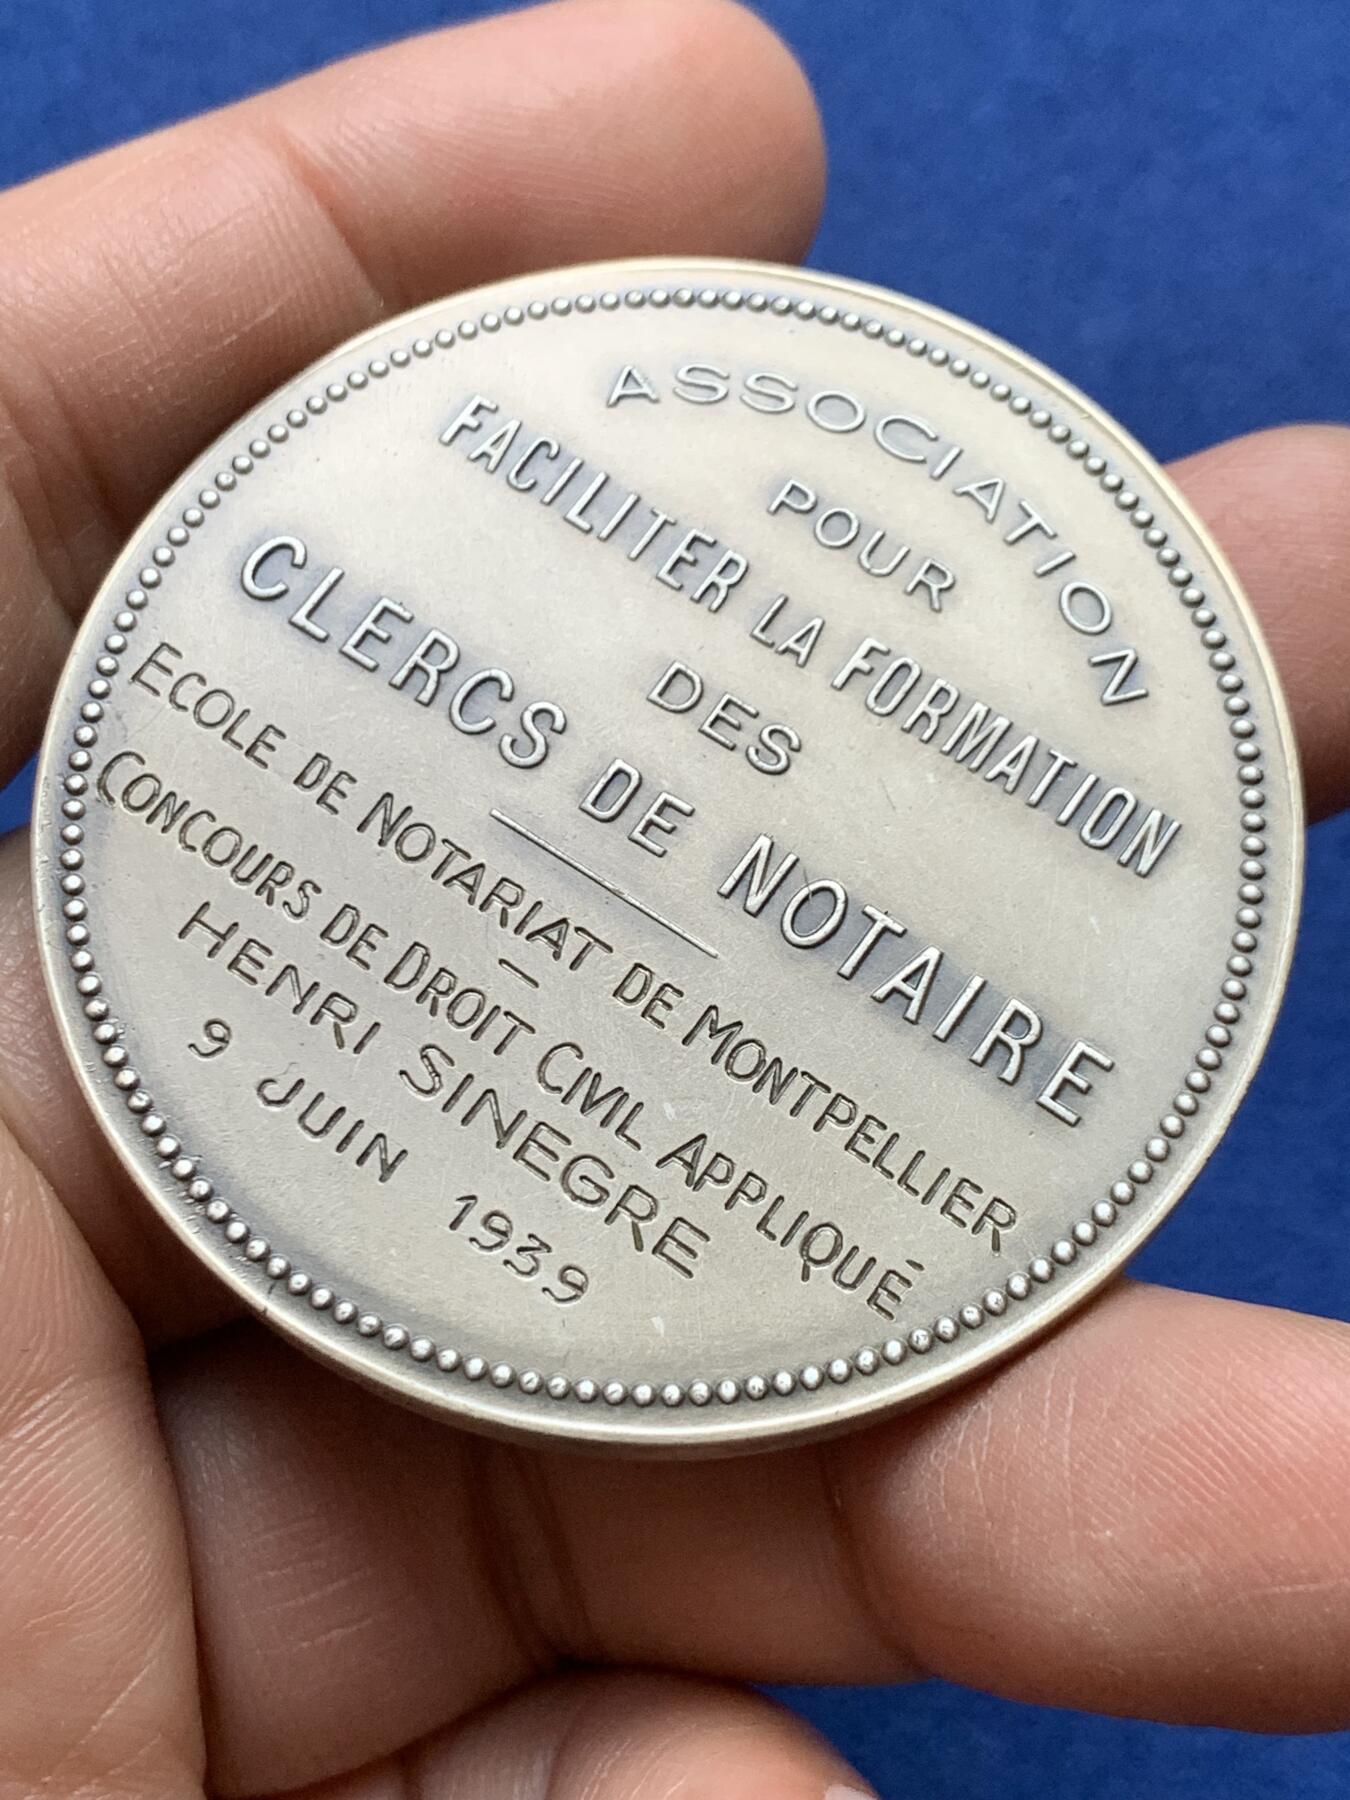 ASSOCIATION
POUR
FACILITER LA FORMATION
DES
CLERCS DE NOTAIRE
ECOLE DE NOTARIAT DE MONTPELLIER
CONCOURS DE DROIT CIVIL APPLIQUÉ
HENRI SINEGRE
9 JUIN 1939